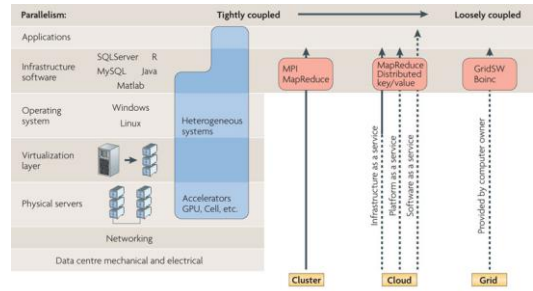 Parallelism:
Tightly coupled
Loosely coupled
Applications
Infrastructure
software
SQLServer R
MySQL Java
Matlab
MPI
MapReduce
MapReduce
Distributed
key/value
GridSW
Boinc
Operating
system
Windows
Linux
Heterogeneous
systems
Virtualization
layer
Physical servers
Accelerators
GPU, Cell, etc.
Infrastructure as a service
Platform as a service
Software as a service
Provided by computer owner
Networking
Data centre mechanical and electrical
Cluster
Cloud
Grid